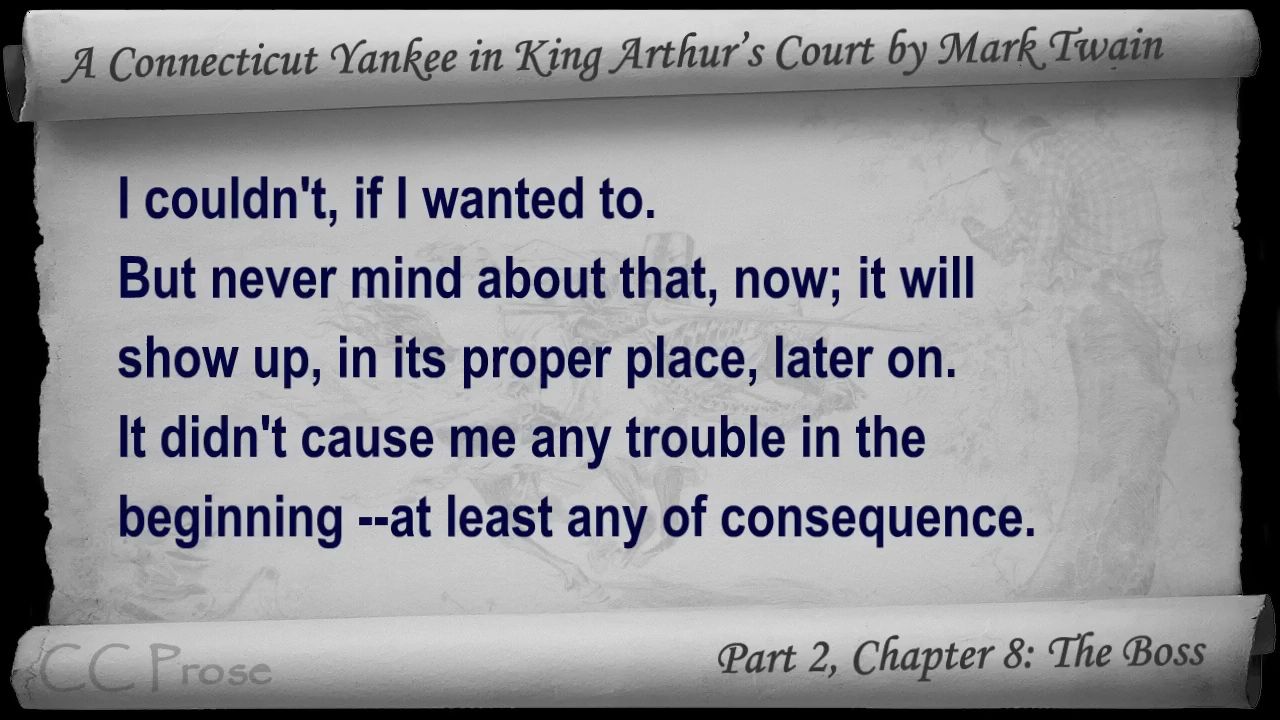 A Connecticut Yankee in King Arthur's Court by Mark Twain
I couldn't, if I wanted to.
But never mind about that, now; it will
show up, in its proper place, later on.
It didn't cause me any trouble in the
beginning --at least any of consequence.
CC Prose
Part 2, Chapter 8: The Boss